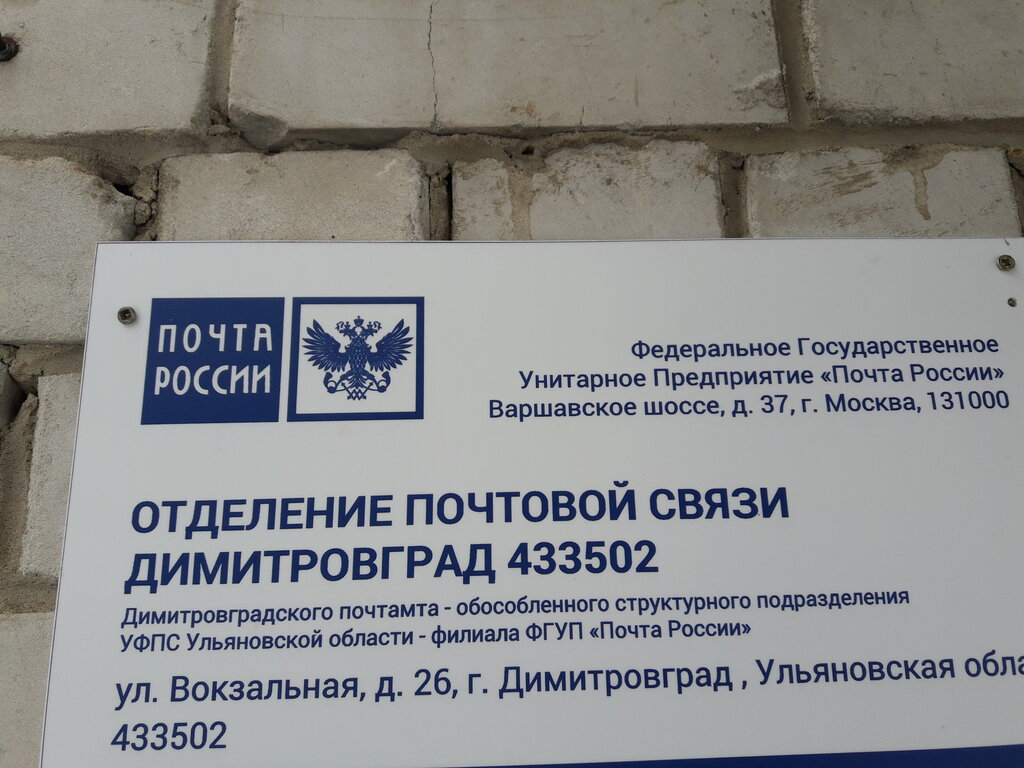 ПОЧТА
РОССИИ
Федеральное Государственное
Унитарное Предприятие «Почта России»
Варшавское шоссе, д. 37, г. Москва, 131000
ОТДЕЛЕНИЕ ПОЧТОВОЙ СВЯЗИ
ДИМИТРОВГРАД 433502
Димитровградского почтамта - обособленного структурного подразделения
УФПС Ульяновской области - филиала ФГУП «Почта России»
ул. Вокзальная, д. 26, г. Димитровград , Ульяновская
433502